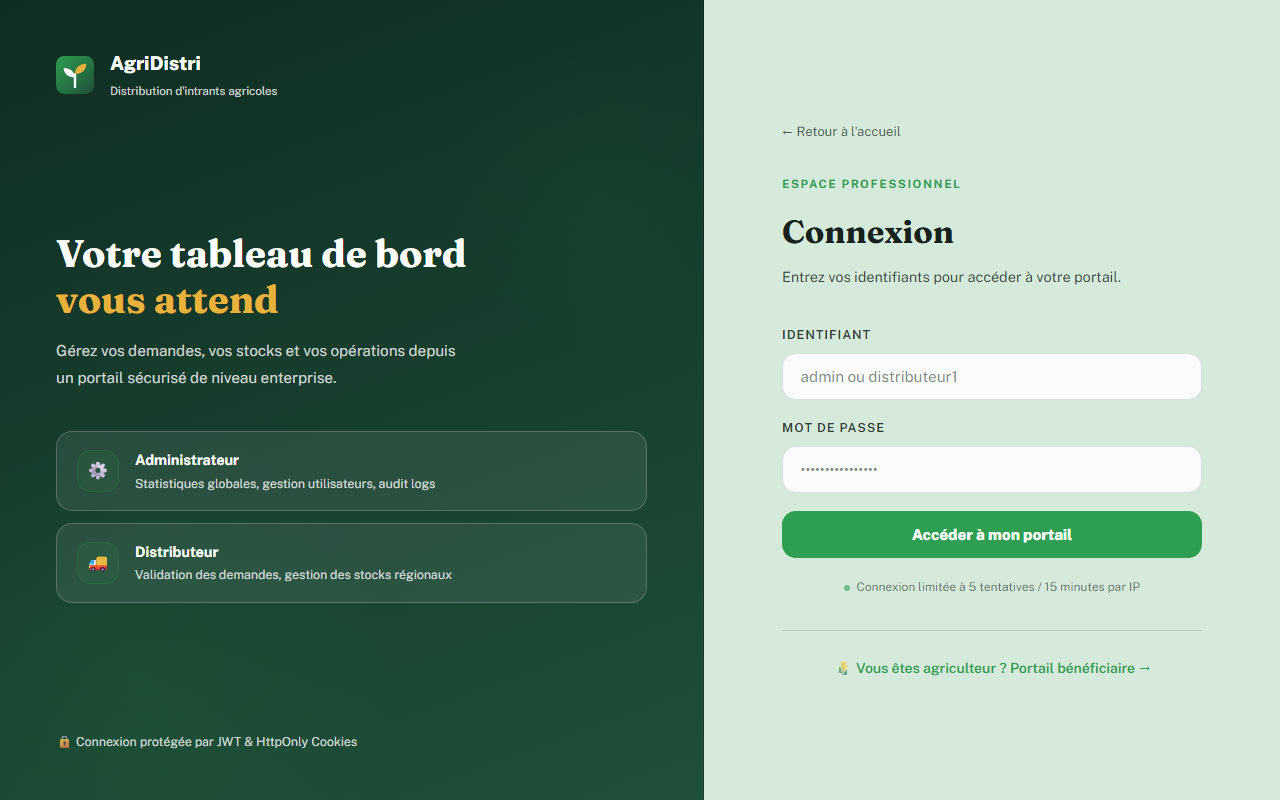 AgriDistri
Distribution d'intrants agricoles
Votre tableau de bord
vous attend
Gérez vos demandes, vos stocks et vos opérations depuis
un portail sécurisé de niveau enterprise.
Administrateur
Statistiques globales, gestion utilisateurs, audit logs
Distributeur
Validation des demandes, gestion des stocks régionaux
Connexion protégée par JWT & HttpOnly Cookies
← Retour à l'accueil
ESPACE PROFESSIONNEL
Connexion
Entrez vos identifiants pour accéder à votre portail.
IDENTIFIANT
admin ou distributeur1
MOT DE PASSE
••••••••••••••••
Accéder à mon portail
Connexion limitée à 5 tentatives / 15 minutes par IP
Vous êtes agriculteur ? Portail bénéficiaire →